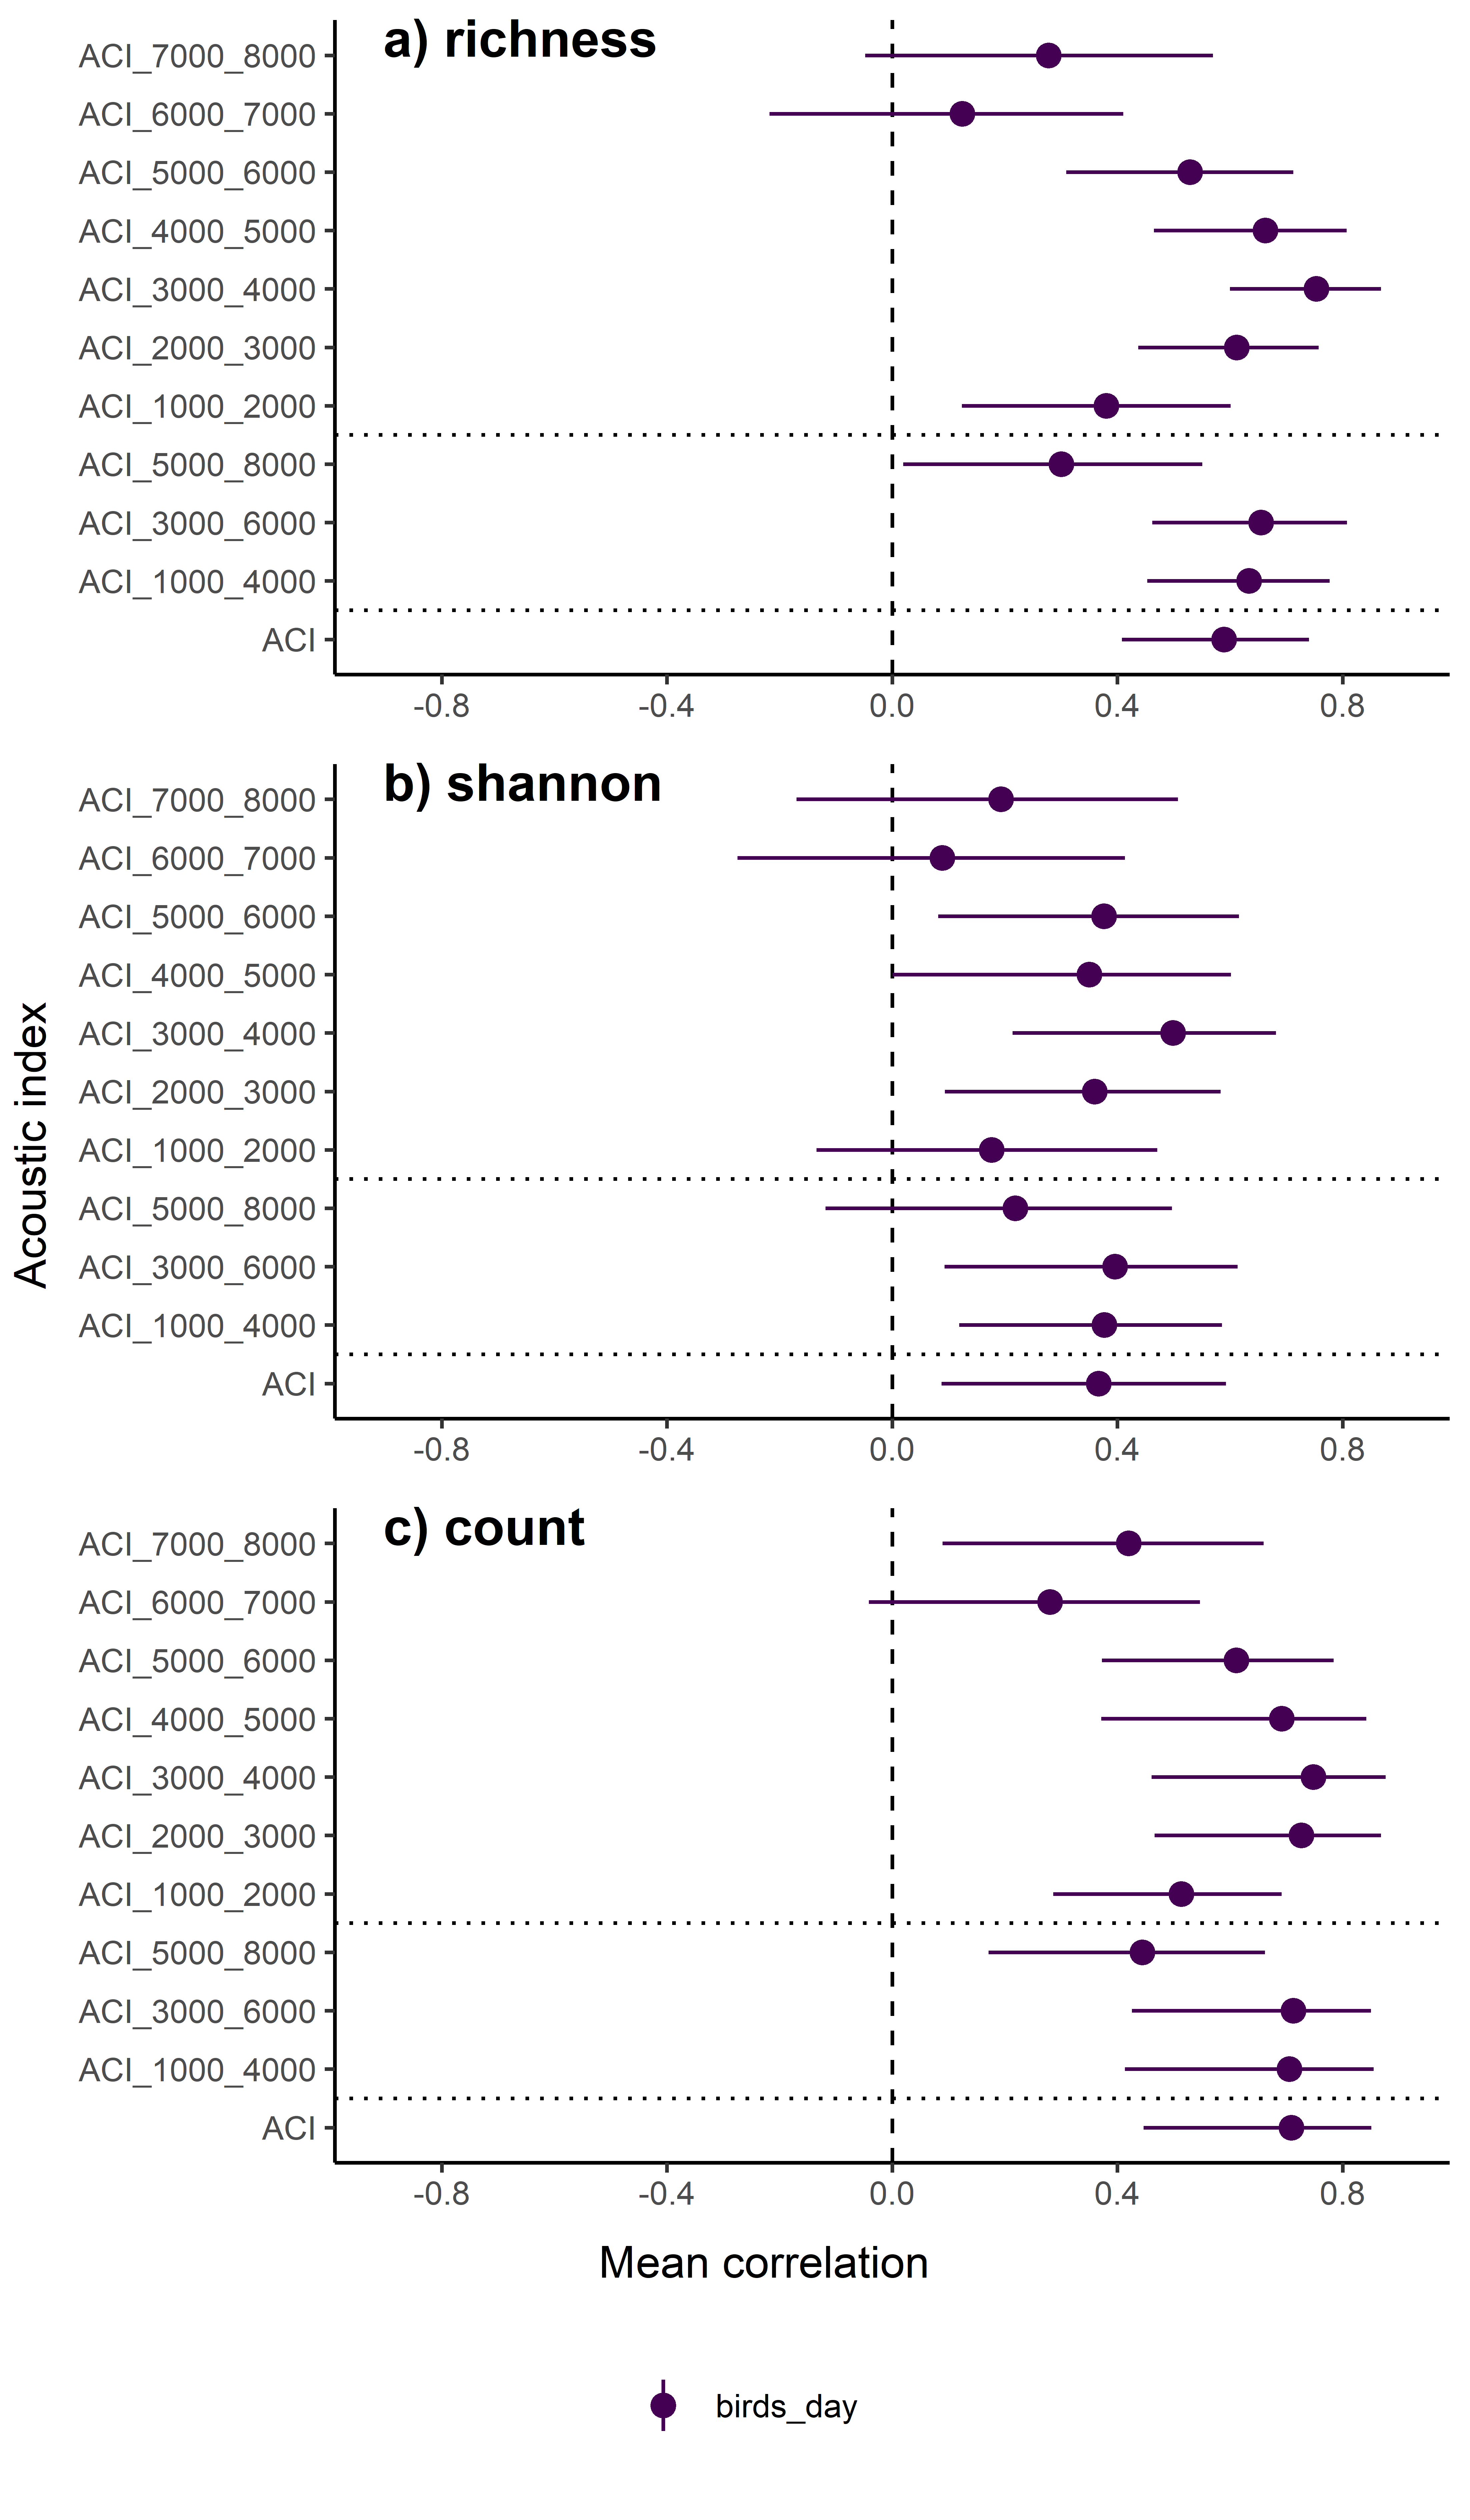 a) richness
ACI_7000_8000
ACI_6000_7000
ACI_5000_6000
ACI_4000_5000
ACI_3000_4000
ACI_2000_3000
ACI_1000_2000
ACI_5000_8000
ACI_3000_6000
ACI_1000_4000
ACI
-0.8 -0.4 0.0 0.4 0.8
b) shannon
ACI_7000_8000
ACI_6000_7000
ACI_5000_6000
ACI_4000_5000
ACI_3000_4000
ACI_2000_3000
ACI_1000_2000
ACI_5000_8000
ACI_3000_6000
ACI_1000_4000
ACI
-0.8 -0.4 0.0 0.4 0.8
Acoustic index
c) count
ACI_7000_8000
ACI_6000_7000
ACI_5000_6000
ACI_4000_5000
ACI_3000_4000
ACI_2000_3000
ACI_1000_2000
ACI_5000_8000
ACI_3000_6000
ACI_1000_4000
ACI
-0.8 -0.4 0.0 0.4 0.8
Mean correlation
birds_day